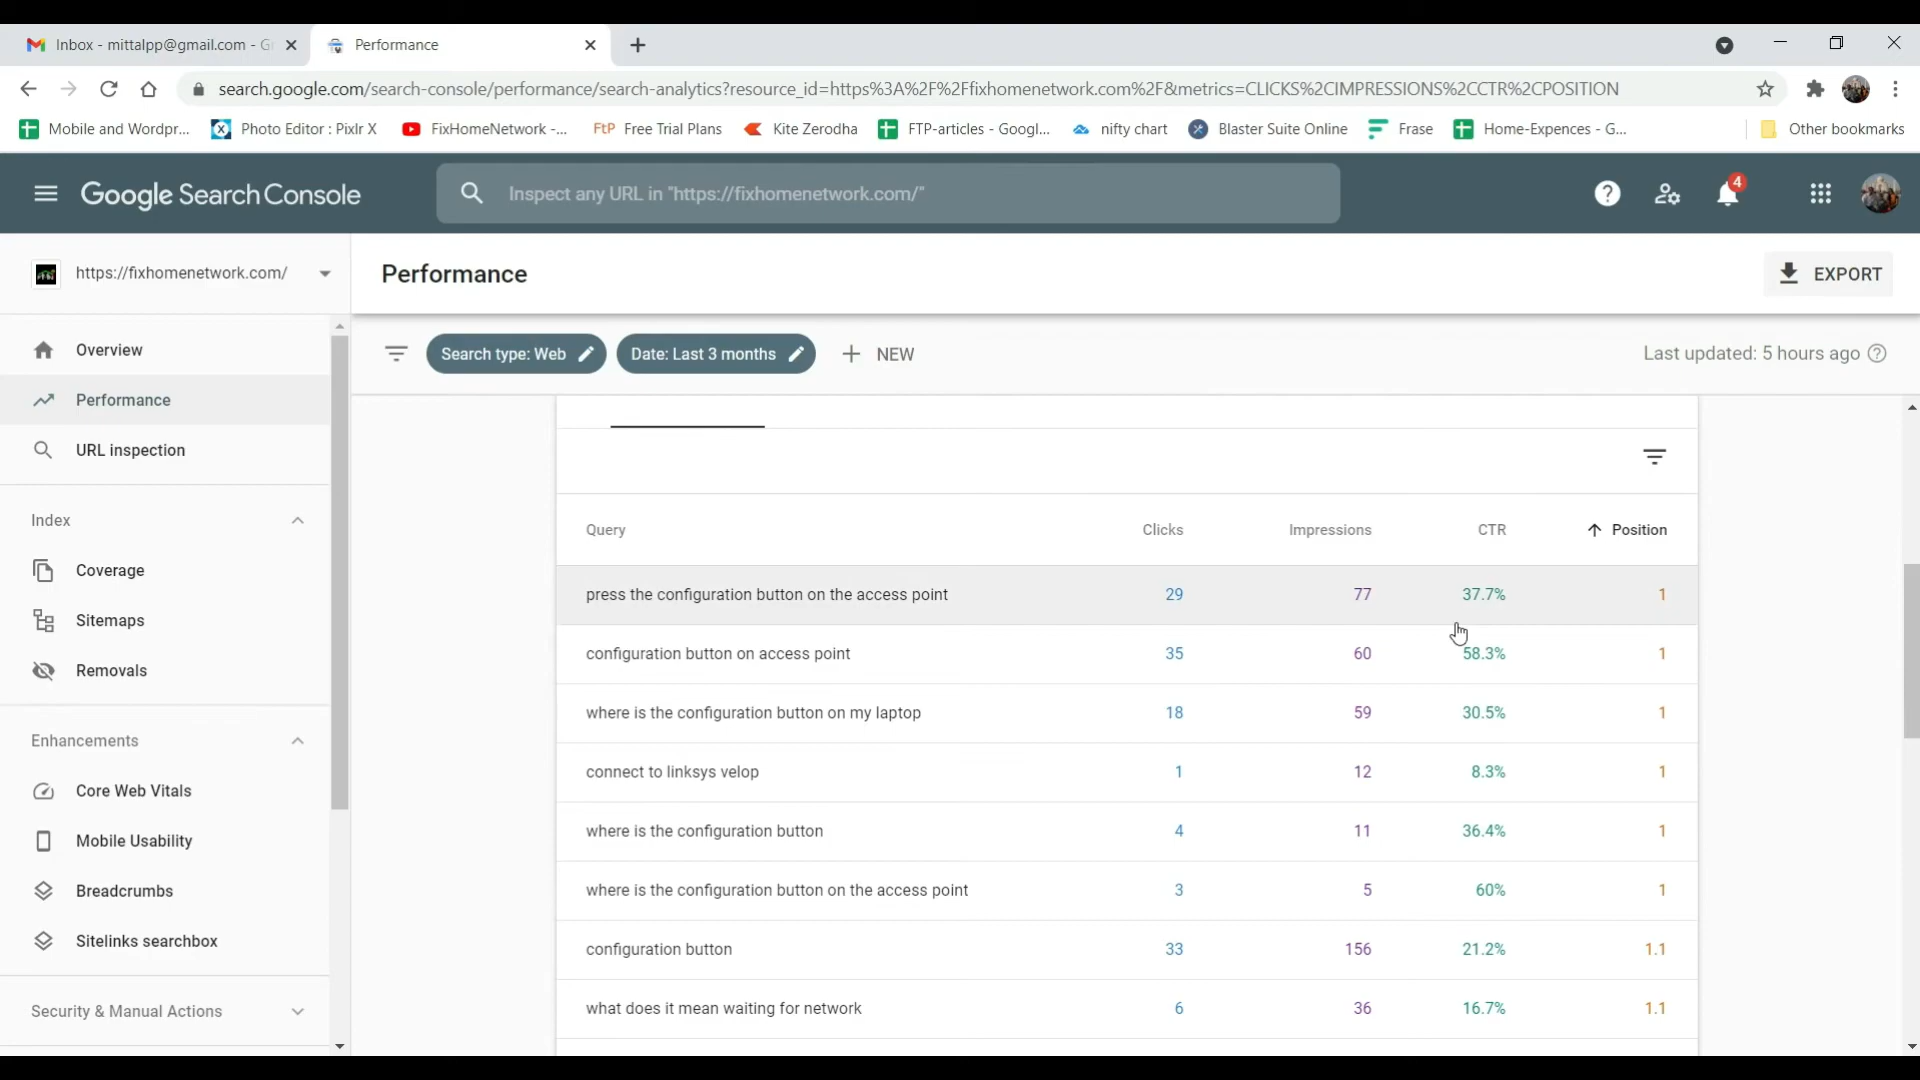 Inbox - mittalpp@gmail.com - G
Performance
search.google.com/search-console/performance/search-analytics?resource_id=https%3A%2F%2Ffixhomenetwork.com%2F&metrics=CLICKS%2CIMPRESSIONS%2CCTR%2CPOSITION
Mobile and Wordpr... Photo Editor : Pixlr X FixHomeNetwork -... FtP Free Trial Plans Kite Zerodha FTP-articles - Googl... nifty chart Blaster Suite Online Frase Home-Expences - G... Other bookmarks
Google Search Console
Inspect any URL in "https://fixhomenetwork.com/"
4
https://fixhomenetwork.com/
Performance
EXPORT
Overview
Performance
URL inspection
Index
Coverage
Sitemaps
Removals
Enhancements
Core Web Vitals
Mobile Usability
Breadcrumbs
Sitelinks searchbox
Security & Manual Actions
Search type: Web
Date: Last 3 months
NEW
Last updated: 5 hours ago
Query Clicks Impressions CTR Position
press the configuration button on the access point 29 77 37.7% 1
configuration button on access point 35 60 58.3% 1
where is the configuration button on my laptop 18 59 30.5% 1
connect to linksys velop 1 12 8.3% 1
where is the configuration button 4 11 36.4% 1
where is the configuration button on the access point 3 5 60% 1
configuration button 33 156 21.2% 1.1
what does it mean waiting for network 6 36 16.7% 1.1